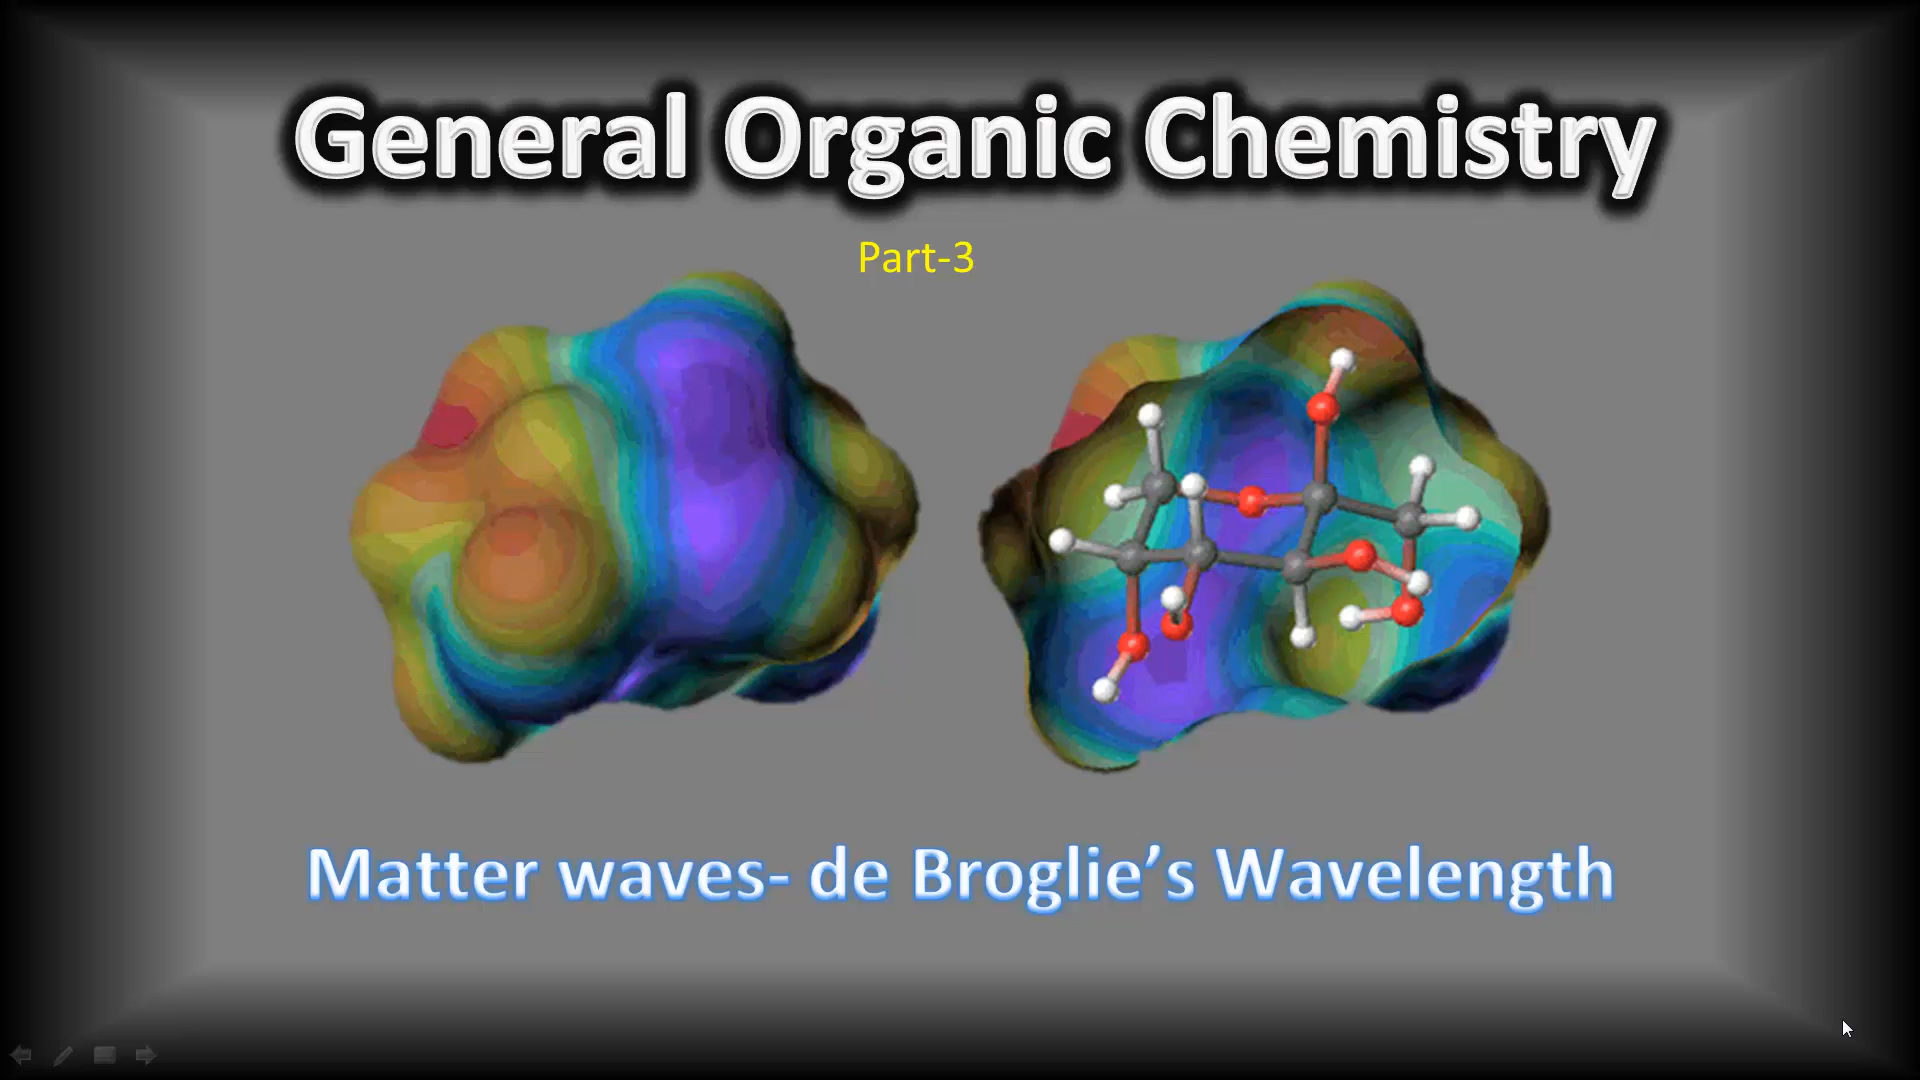 General Organic Chemistry
Part-3
Matter waves- de Broglie’s Wavelength